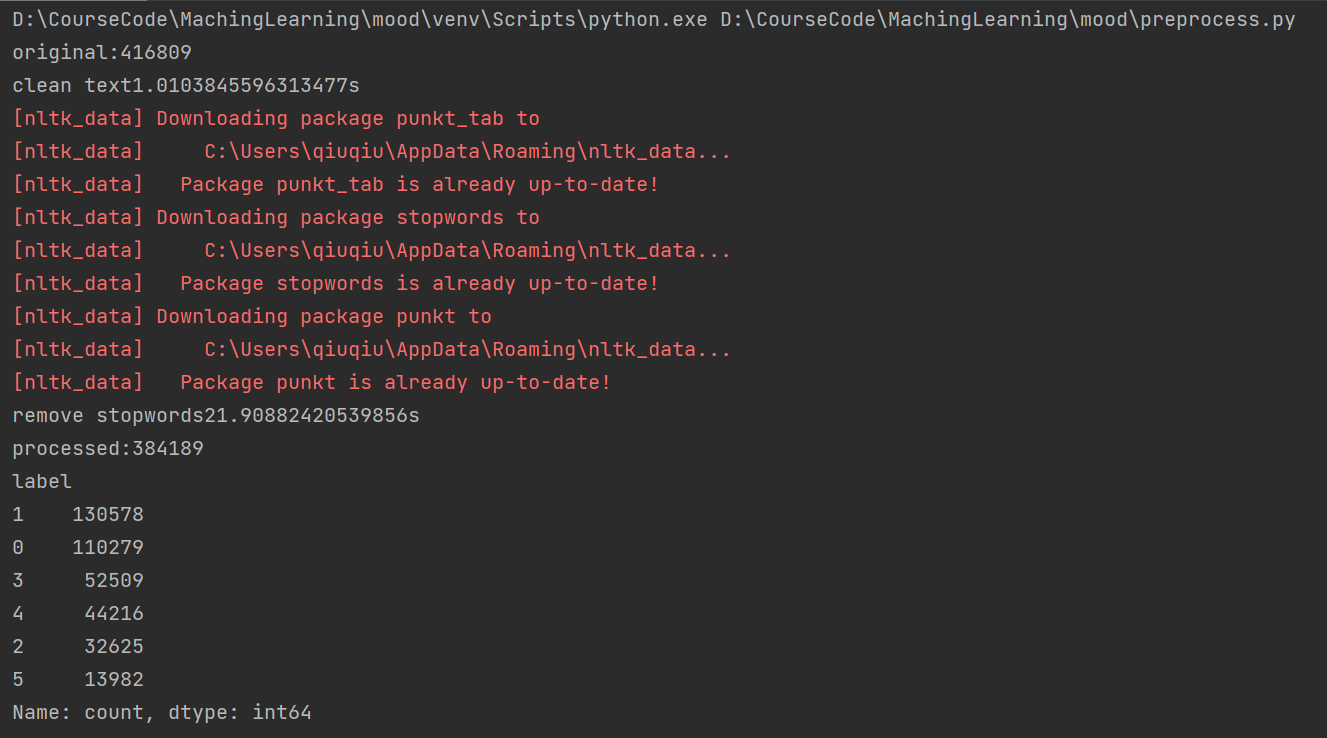 D:\CourseCode\MachingLearning\mood\venv\Scripts\python.exe D:\CourseCode\MachingLearning\mood\preprocess.py
original:416809
clean text1.0103845596313477s
[nltk_data] Downloading package punkt_tab to
[nltk_data]     C:\Users\qiuqiu\AppData\Roaming\nltk_data...
[nltk_data]   Package punkt_tab is already up-to-date!
[nltk_data] Downloading package stopwords to
[nltk_data]     C:\Users\qiuqiu\AppData\Roaming\nltk_data...
[nltk_data]   Package stopwords is already up-to-date!
[nltk_data] Downloading package punkt to
[nltk_data]     C:\Users\qiuqiu\AppData\Roaming\nltk_data...
[nltk_data]   Package punkt is already up-to-date!
remove stopwords21.90882420539856s
processed:384189
label
1    130578
0    110279
3     52509
4     44216
2     32625
5     13982
Name: count, dtype: int64